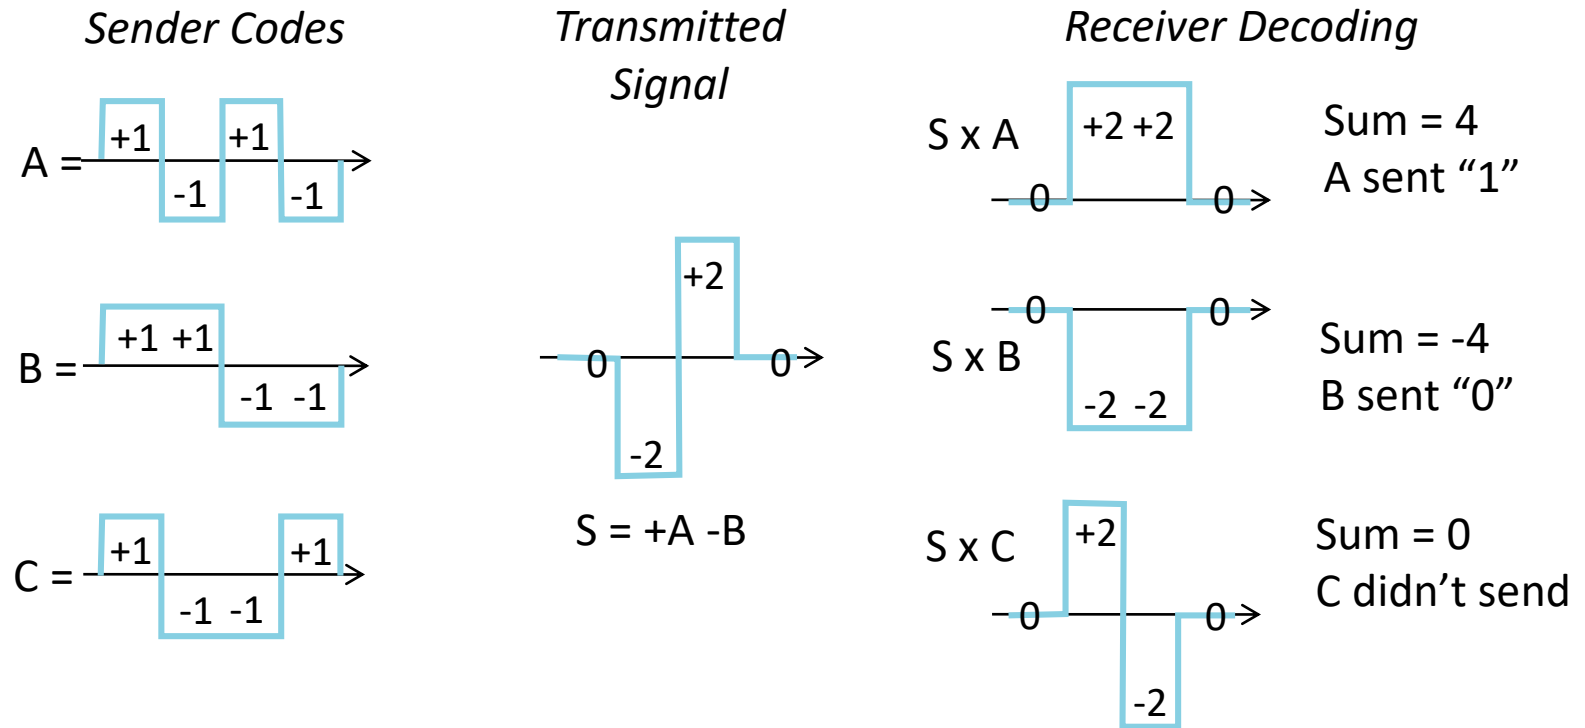 Sender Codes
A =
+1
-1
+1
-1
B =
+1 +1
-1 -1
C =
+1
-1 -1
+1
Transmitted
Signal
0
-2
+2
0
S = +A -B
Receiver Decoding
S x A
0
+2 +2
0
Sum = 4
A sent “1”
S x B
0
-2 -2
0
Sum = -4
B sent “0”
S x C
0
+2
-2
0
Sum = 0
C didn’t send